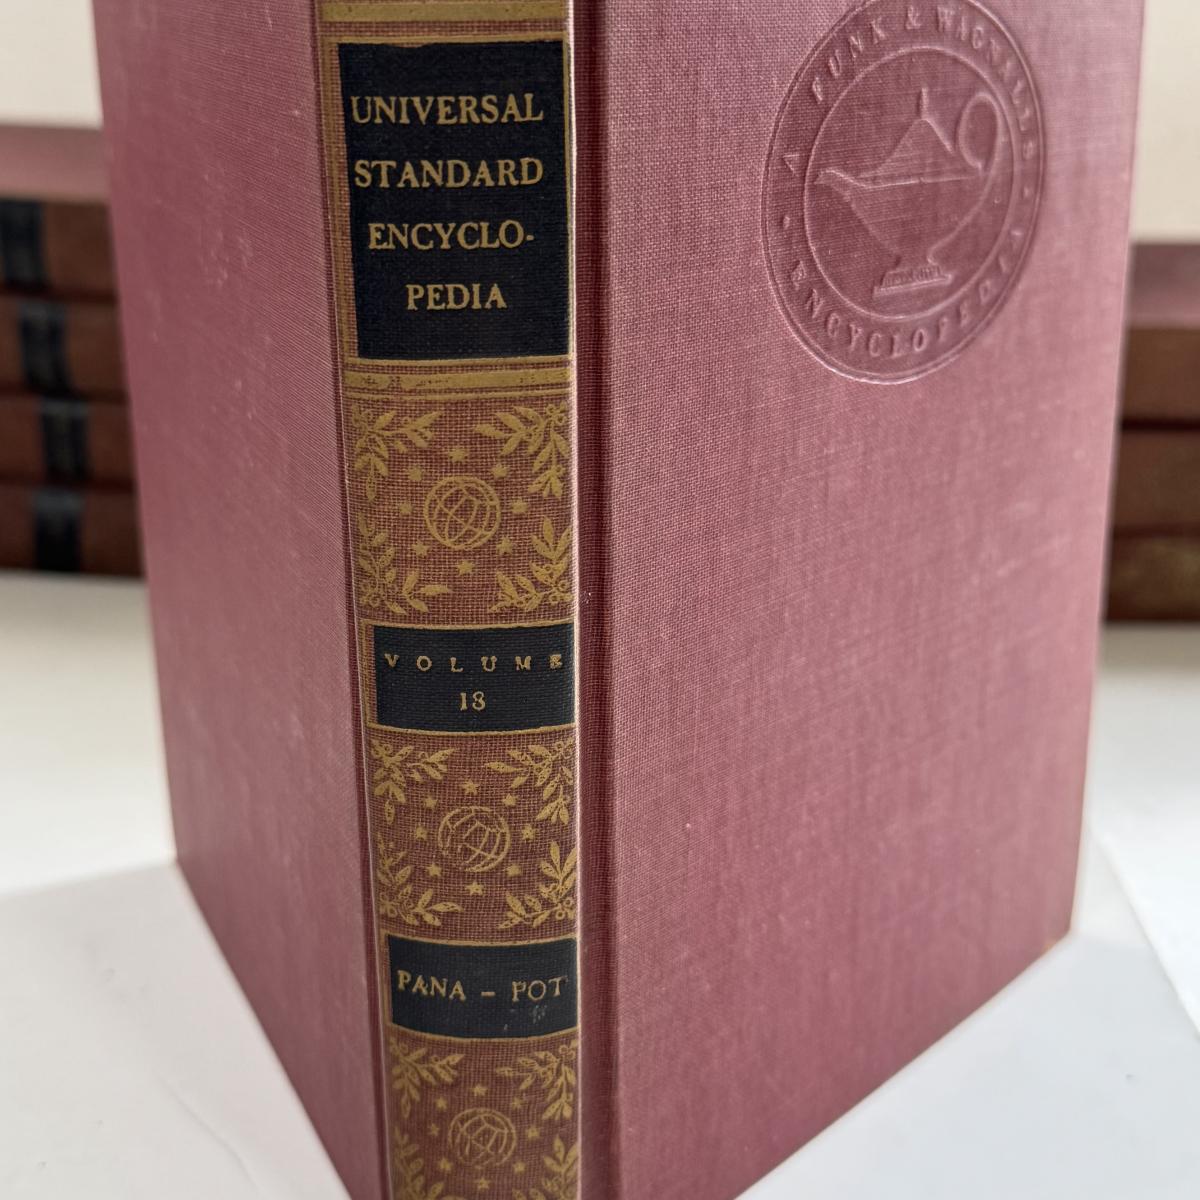 UNIVERSAL
STANDARD
ENCYCLO-
PEDIA
VOLUME
18
PANA – POT
· A FUNK & WAGNALLS · ENCYCLOPEDIA ·